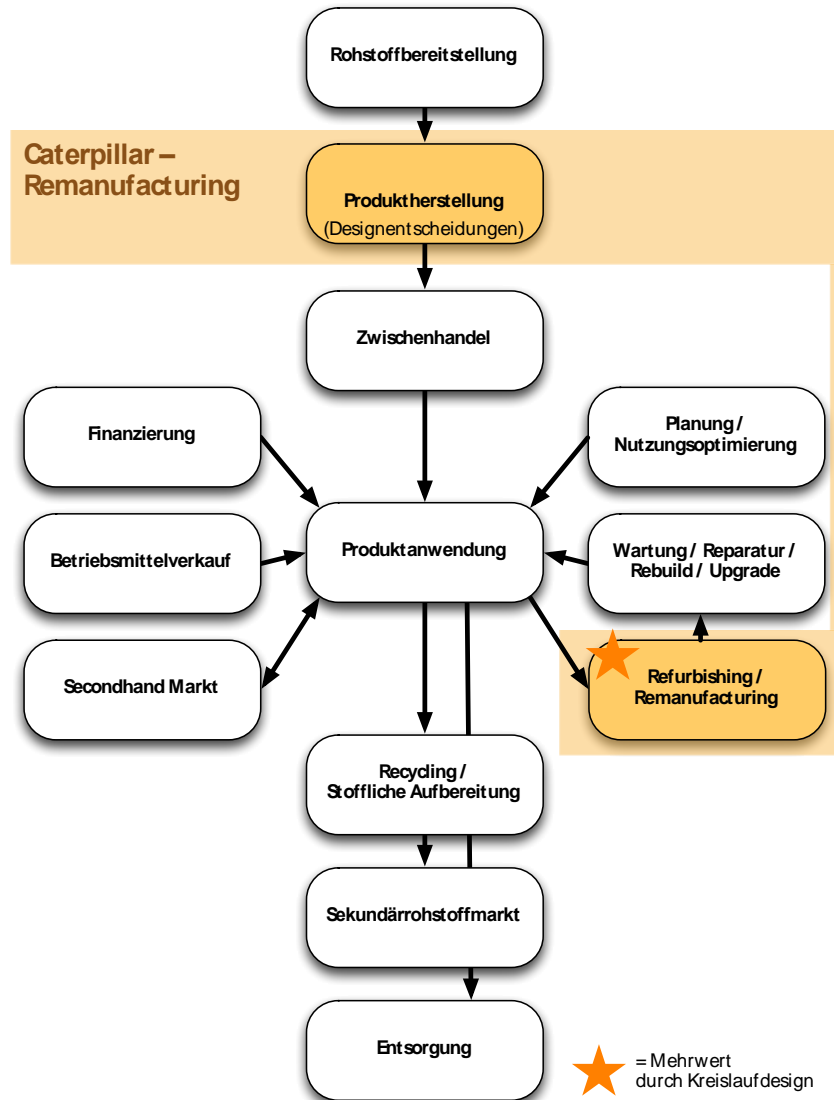 Rohstoffbereitstellung
Caterpillar –
Remanufacturing
Produktherstellung
(Designentscheidungen)
Zwischenhandel
Finanzierung
Planung /
Nutzungsoptimierung
Betriebsmittelverkauf
Produktanwendung
Wartung / Reparatur /
Rebuild / Upgrade
Secondhand Markt
Refurbishing /
Remanufacturing
Recycling /
Stoffliche Aufbereitung
Sekundärrohstoffmarkt
Entsorgung
= Mehrwert
durch Kreislaufdesign